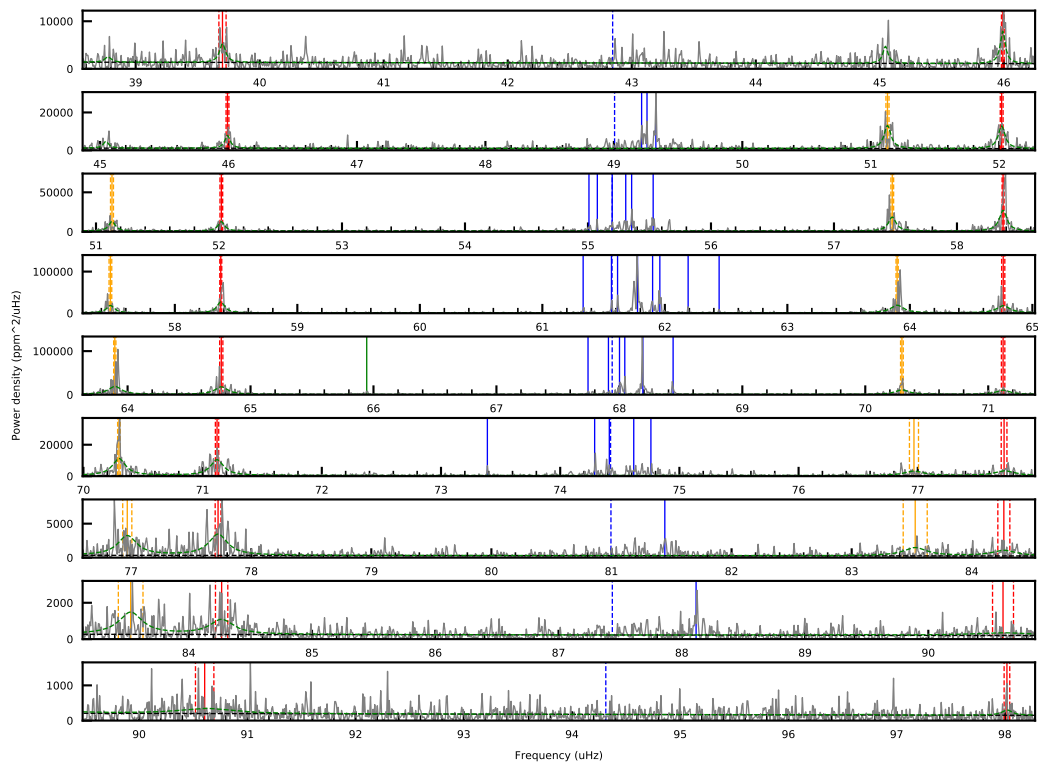 10000
0
39 40 41 42 43 44 45 46
20000
0
45 46 47 48 49 50 51 52
50000
0
51 52 53 54 55 56 57 58
100000
0
58 59 60 61 62 63 64 65
Power density (ppm^2/uHz)
100000
0
64 65 66 67 68 69 70 71
20000
0
70 71 72 73 74 75 76 77
5000
0
77 78 79 80 81 82 83 84
2000
0
84 85 86 87 88 89 90
1000
0
90 91 92 93 94 95 96 97 98
Frequency (uHz)